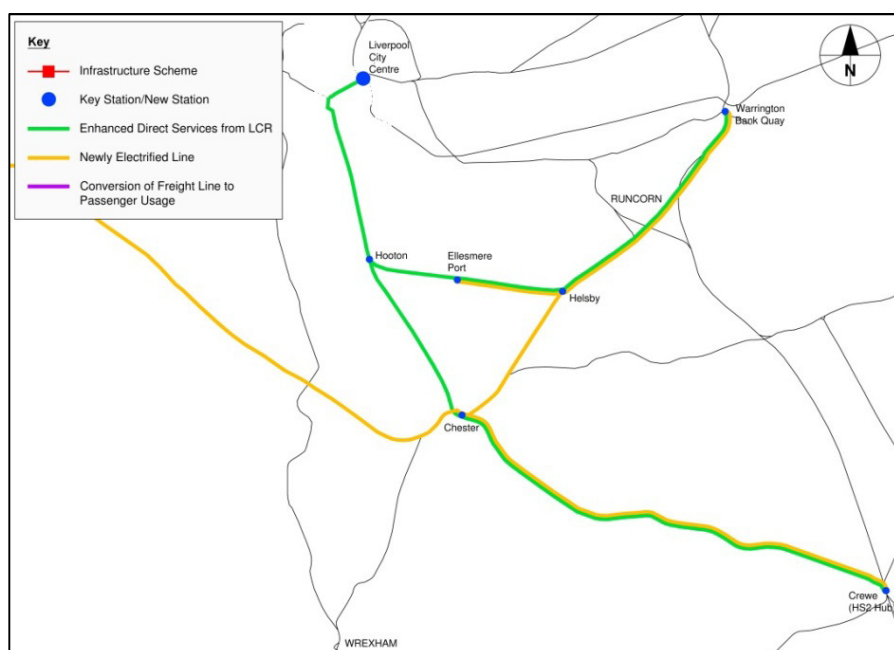 Key
Infrastructure Scheme
Key Station/New Station
Enhanced Direct Services from LCR
Newly Electrified Line
Conversion of Freight Line to
Passenger Usage
Liverpool
City
Centre
N
Warrington
Bank Quay
RUNCORN
Hooton
Ellesmere
Port
Helsby
Chester
Crewe
(HS2 Hub)
WREXHAM